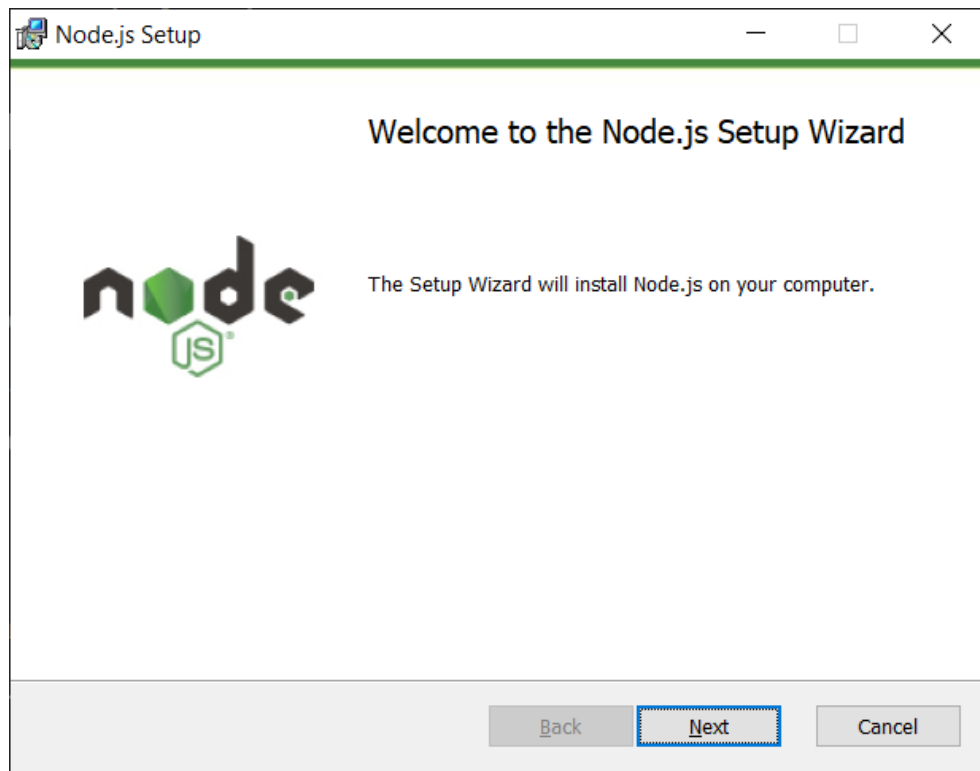 Node.js Setup
Welcome to the Node.js Setup Wizard
node
JS®
The Setup Wizard will install Node.js on your computer.
Back Next Cancel